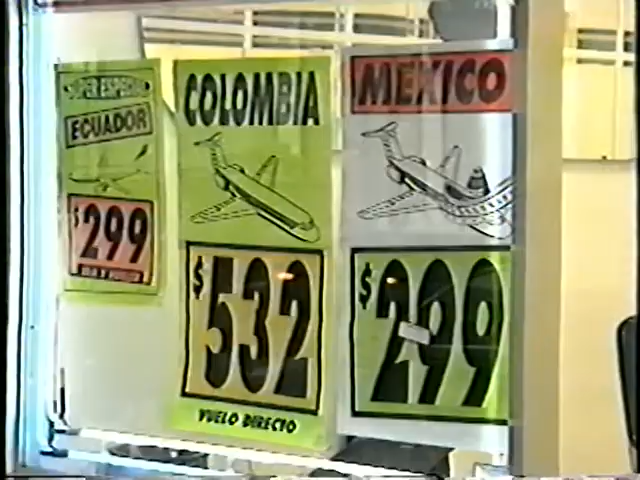 SUPER ESPECIAL
ECUADOR
$299
COLOMBIA
$532
VUELO DIRECTO
MEXICO
$299